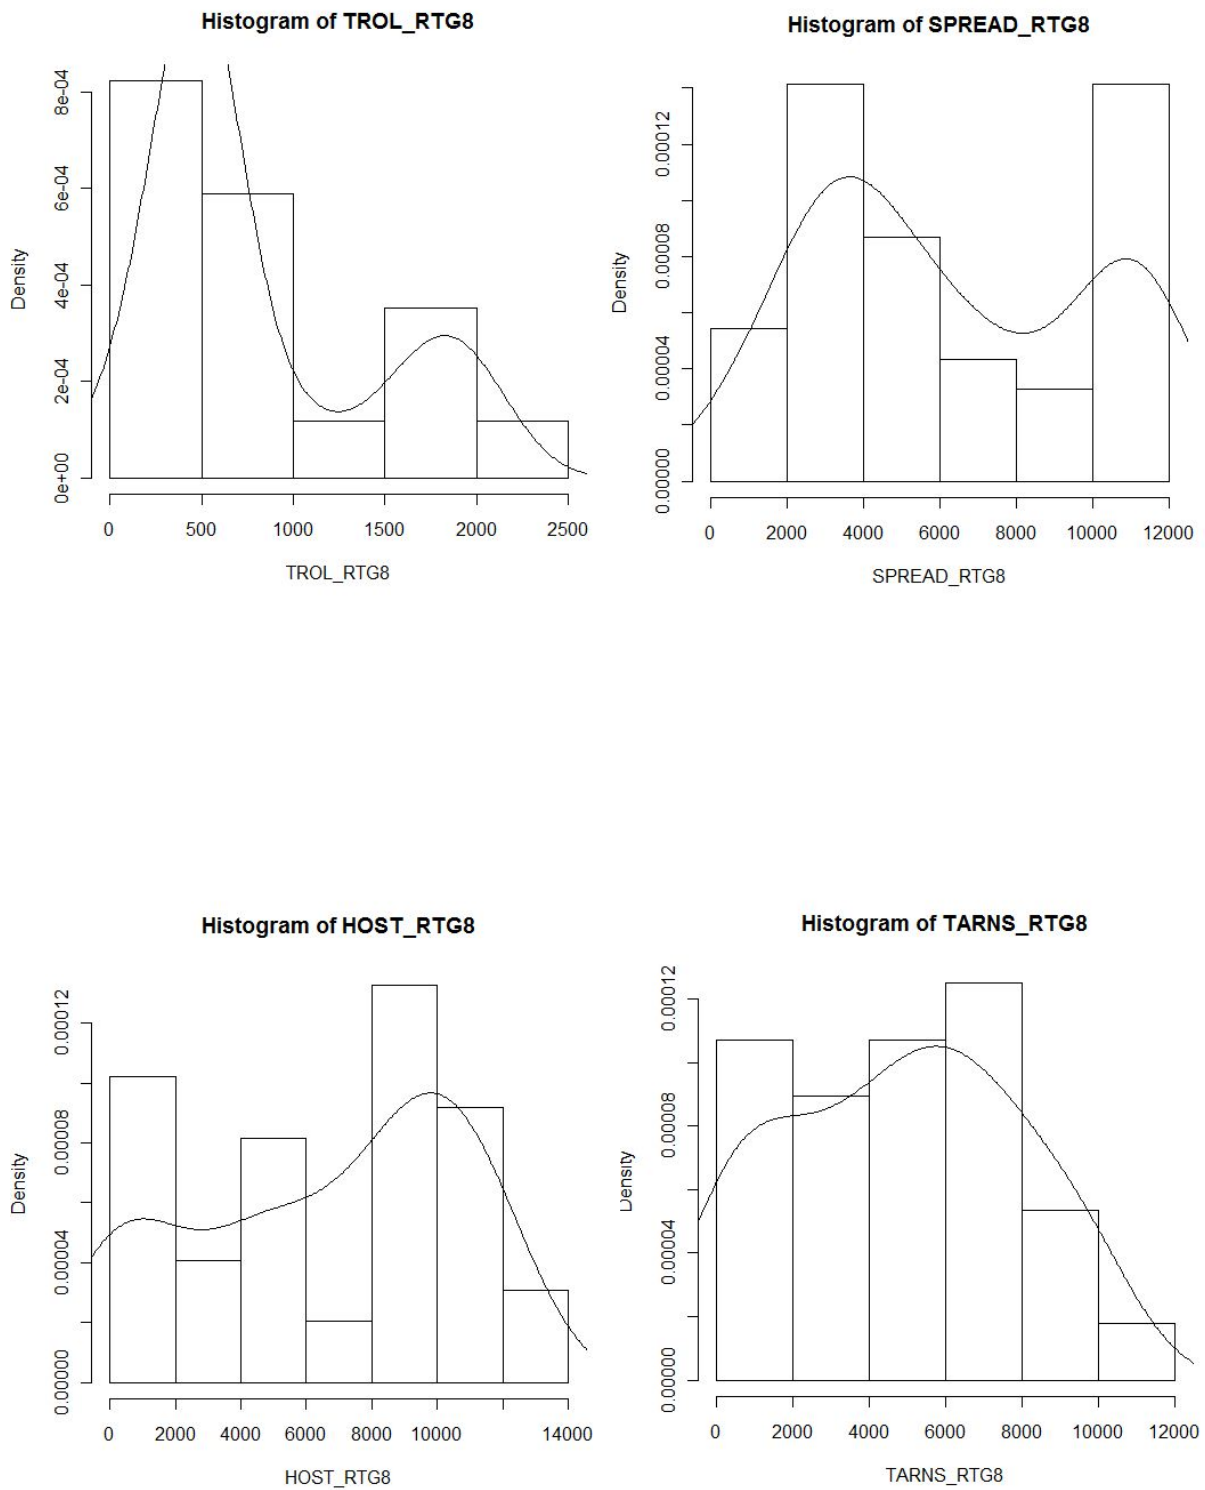 Histogram of TROL_RTG8
Density
0e+00 2e-04 4e-04 6e-04 8e-04
0 500 1000 1500 2000 2500
TROL_RTG8
Histogram of SPREAD_RTG8
Density
0.00000 0.00004 0.00008 0.00012
0 2000 4000 6000 8000 10000 12000
SPREAD_RTG8
Histogram of HOST_RTG8
Density
0.00000 0.00004 0.00008 0.00012
0 2000 4000 6000 8000 10000 14000
HOST_RTG8
Histogram of TARNS_RTG8
Density
0.00000 0.00004 0.00008 0.00012
0 2000 4000 6000 8000 10000 12000
TARNS_RTG8